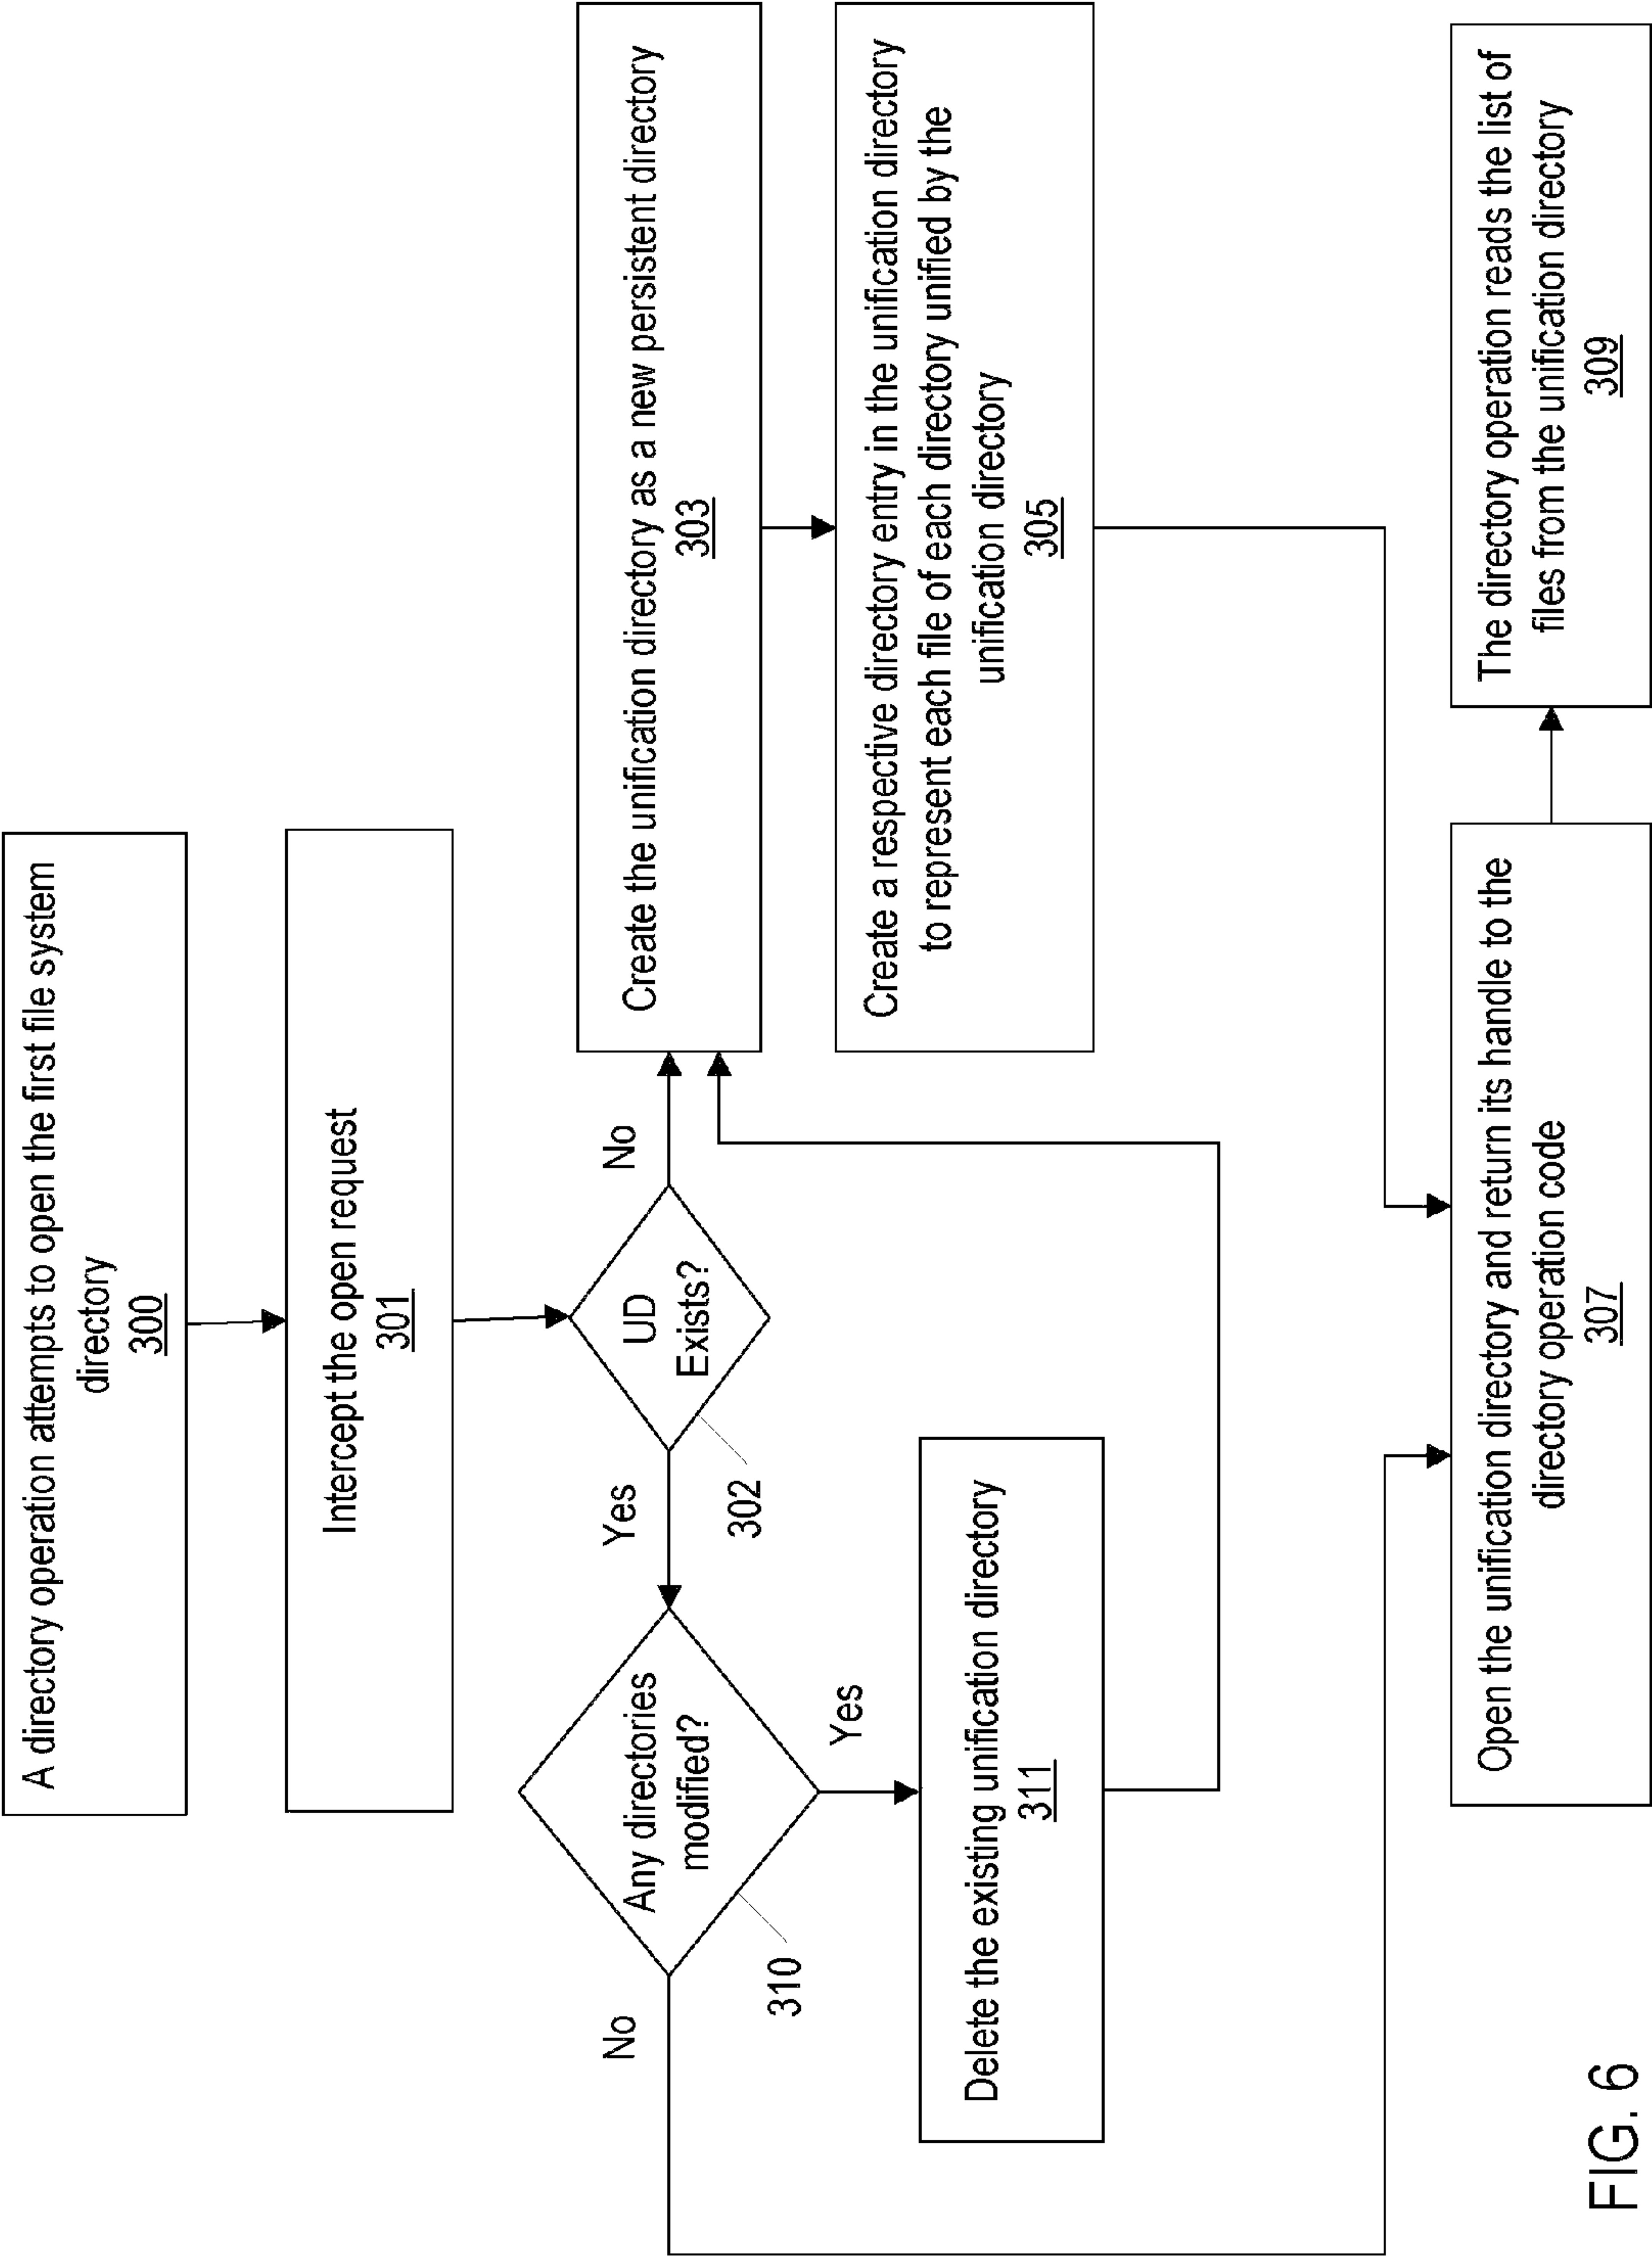 A directory operation attempts to open the first file system
directory
300
Intercept the open request
301
UD
Exists?
302
No
Yes
Any directories
modified?
310
No
Yes
Create the unification directory as a new persistent directory
303
Create a respective directory entry in the unification directory
to represent each file of each directory unified by the
unification directory
305
Delete the existing unification directory
311
Open the unification directory and return its handle to the
directory operation code
307
The directory operation reads the list of
files from the unification directory
309
FIG. 6